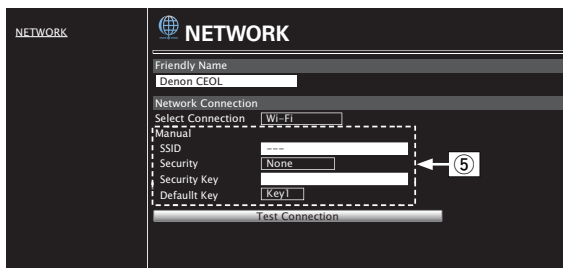 NETWORK
NETWORK
Friendly Name
Denon CEOL
Network Connection
Select Connection Wi-Fi
Manual
SSID ---
Security None
⑤
Security Key
Defaullt Key Key1
Test Connection